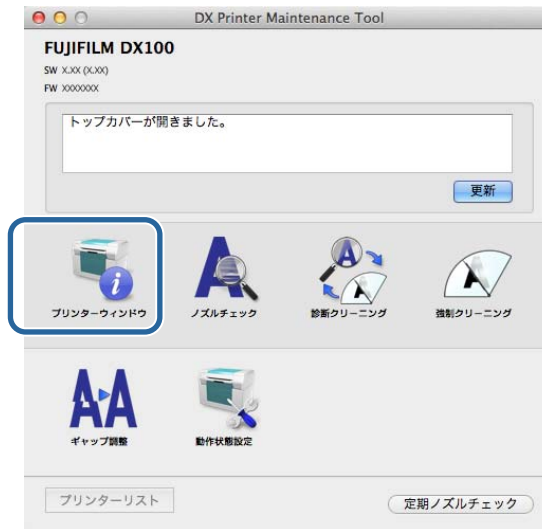 DX Printer Maintenance Tool
FUJIFILM DX100
SW X.XX (X.XX)
FW XXXXXXX
トップカバーが開きました。
更新
プリンターウィンドウ
ノズルチェック
診断クリーニング
強制クリーニング
ギャップ調整
動作状態設定
プリンターリスト
定期ノズルチェック